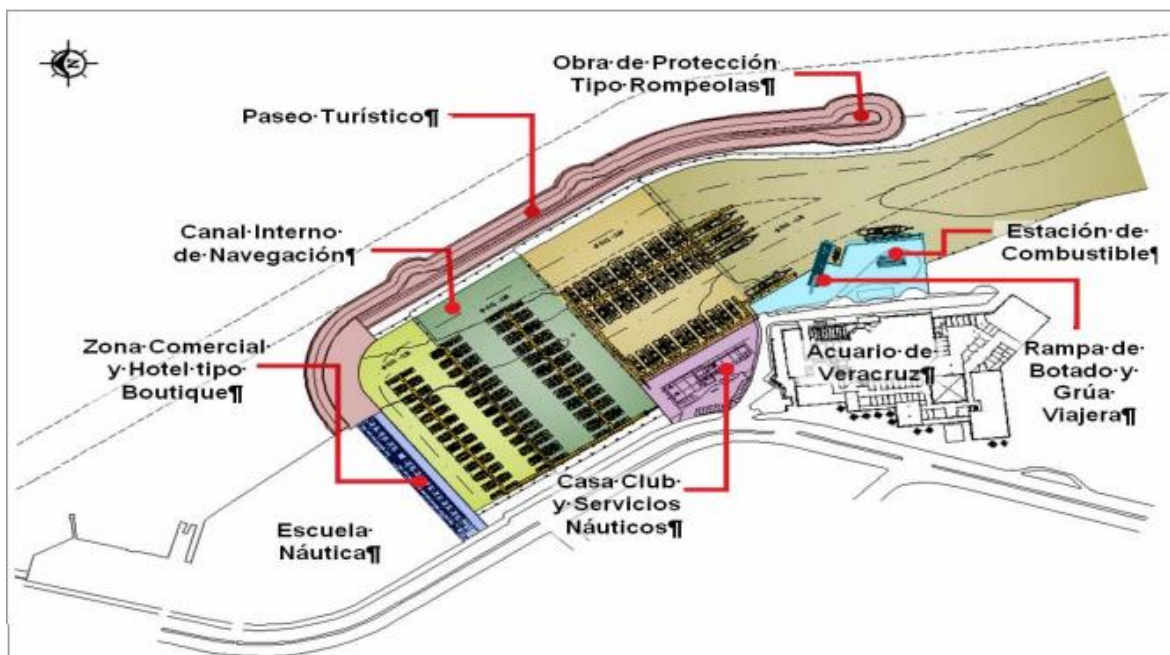 N
Obra·de·Protección·
Tipo·Rompeolas¶
Paseo·Turístico¶
Canal·Interno·
de·Navegación¶
Estación·de·
Combustible¶
Zona·Comercial·
y·Hotel·tipo·
Boutique¶
Acuario·de·
Veracruz¶
Rampa·de·
Botado·y·
Grúa·
Viajera¶
Casa·Club·
y·Servicios·
Náuticos¶
Escuela·
Náutica¶